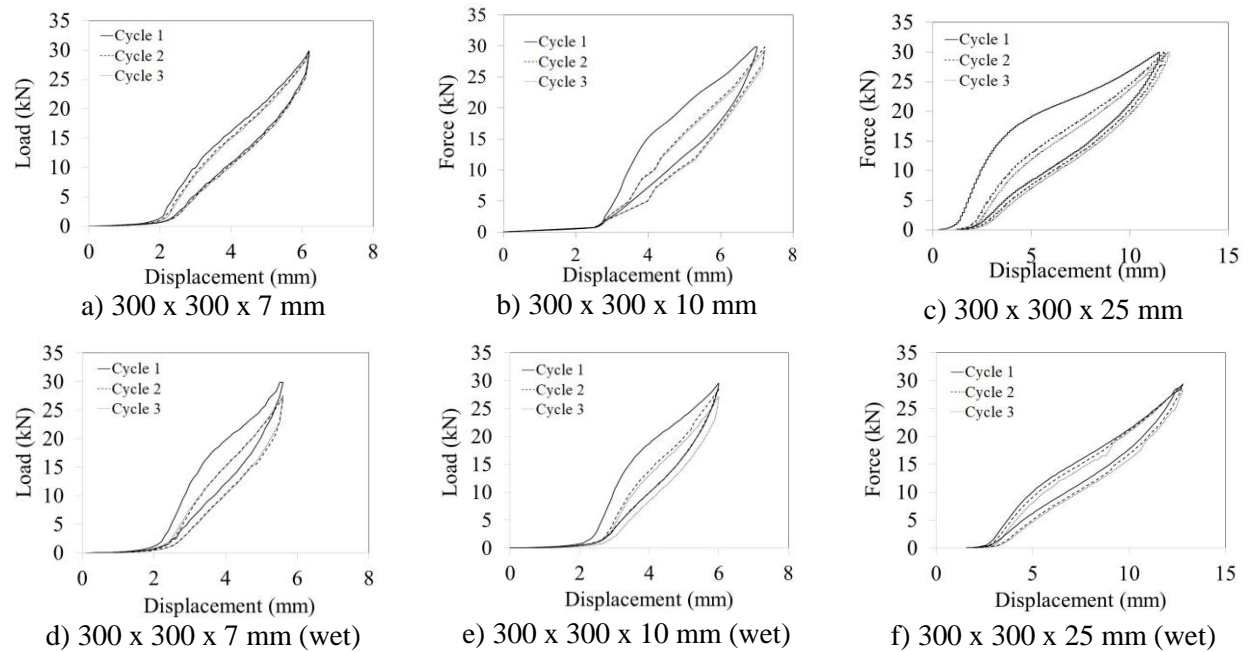 35
30
25
20
15
10
5
0
Load (kN)
Cycle 1
Cycle 2
Cycle 3
0 2 4 6 8
Displacement (mm)
a) 300 x 300 x 7 mm
35
30
25
20
15
10
5
0
Force (kN)
Cycle 1
Cycle 2
Cycle 3
0 2 4 6 8
Displacement (mm)
b) 300 x 300 x 10 mm
35
30
25
20
15
10
5
0
Force (kN)
Cycle 1
Cycle 2
Cycle 3
0 5 10 15
Displacement (mm)
c) 300 x 300 x 25 mm
35
30
25
20
15
10
5
0
Load (kN)
Cycle 1
Cycle 2
Cycle 3
0 2 4 6 8
Displacement (mm)
d) 300 x 300 x 7 mm (wet)
35
30
25
20
15
10
5
0
Load (kN)
Cycle 1
Cycle 2
Cycle 3
0 2 4 6 8
Displacement (mm)
e) 300 x 300 x 10 mm (wet)
35
30
25
20
15
10
5
0
Force (kN)
Cycle 1
Cycle 2
Cycle 3
0 5 10 15
Displacement (mm)
f) 300 x 300 x 25 mm (wet)